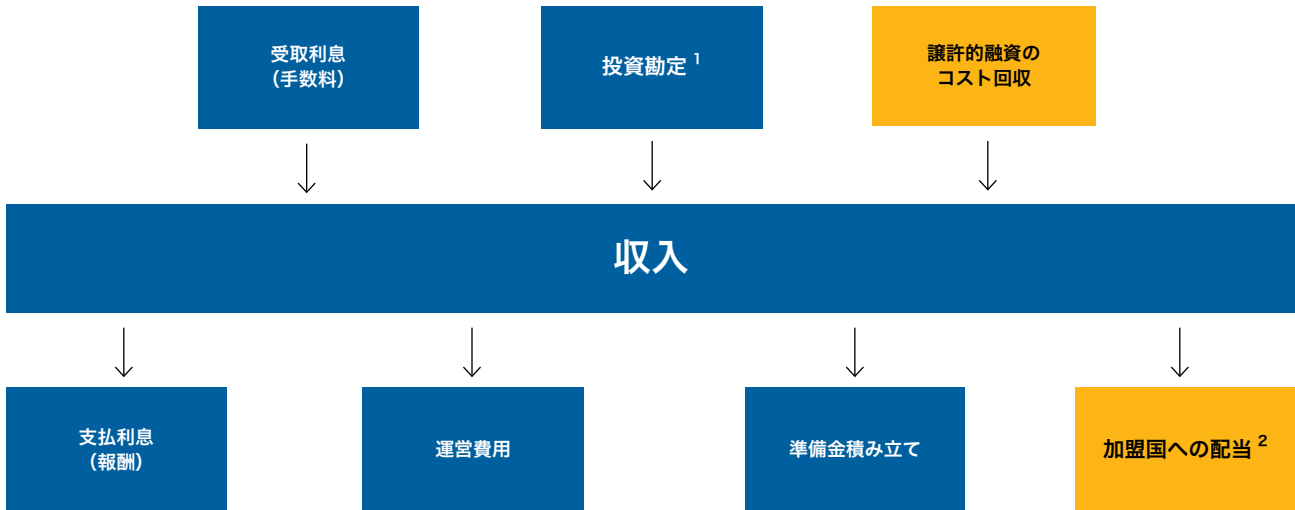 受取利息
（手数料）
投資勘定 1
譲許的融資の
コスト回収
収入
支払利息
（報酬）
運営費用
準備金積み立て
加盟国への配当 2